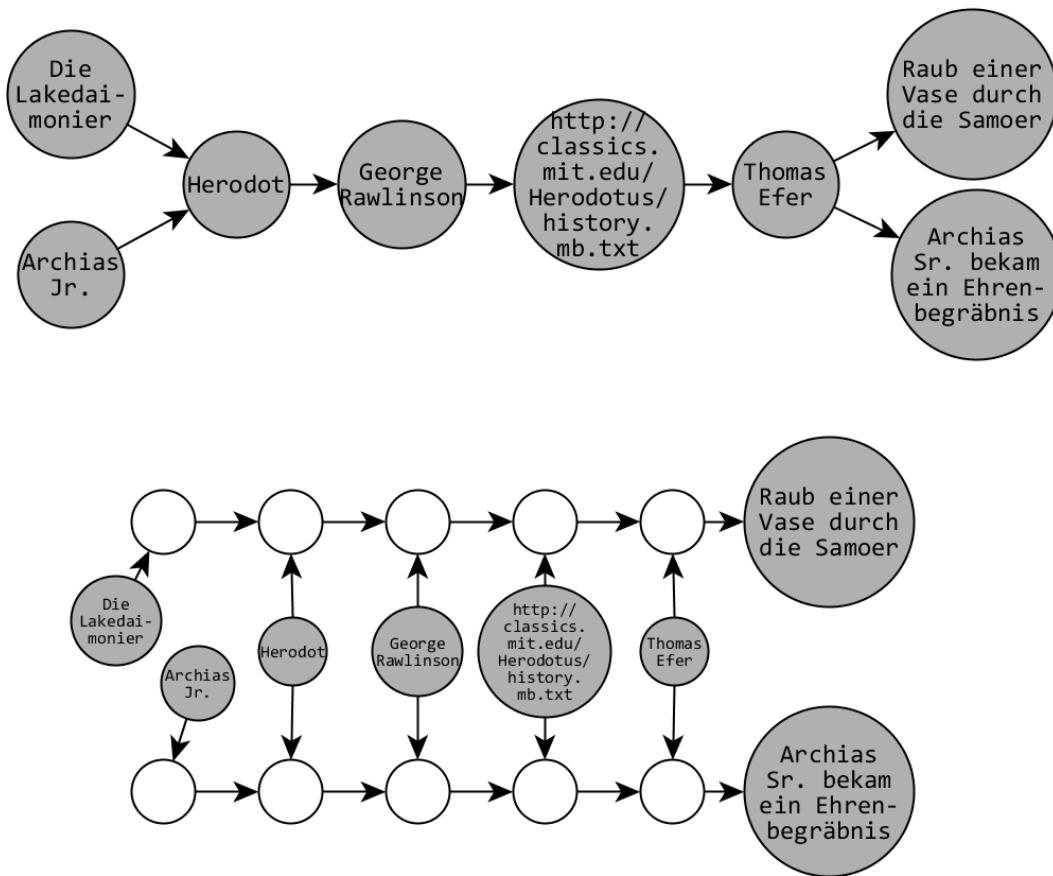 Die
Lakedai-
monier
Archias
Jr.
Herodot
George
Rawlinson
http://
classics.
mit.edu/
Herodotus/
history.
mb.txt
Thomas
Efer
Raub einer
Vase durch
die Samoer
Archias
Sr. bekam
ein Ehren-
begräbnis
Raub einer
Vase durch
die Samoer
Die
Lakedai-
monier
Archias
Jr.
Herodot
George
Rawlinson
http://
classics.
mit.edu/
Herodotus/
history.
mb.txt
Thomas
Efer
Archias
Sr. bekam
ein Ehren-
begräbnis